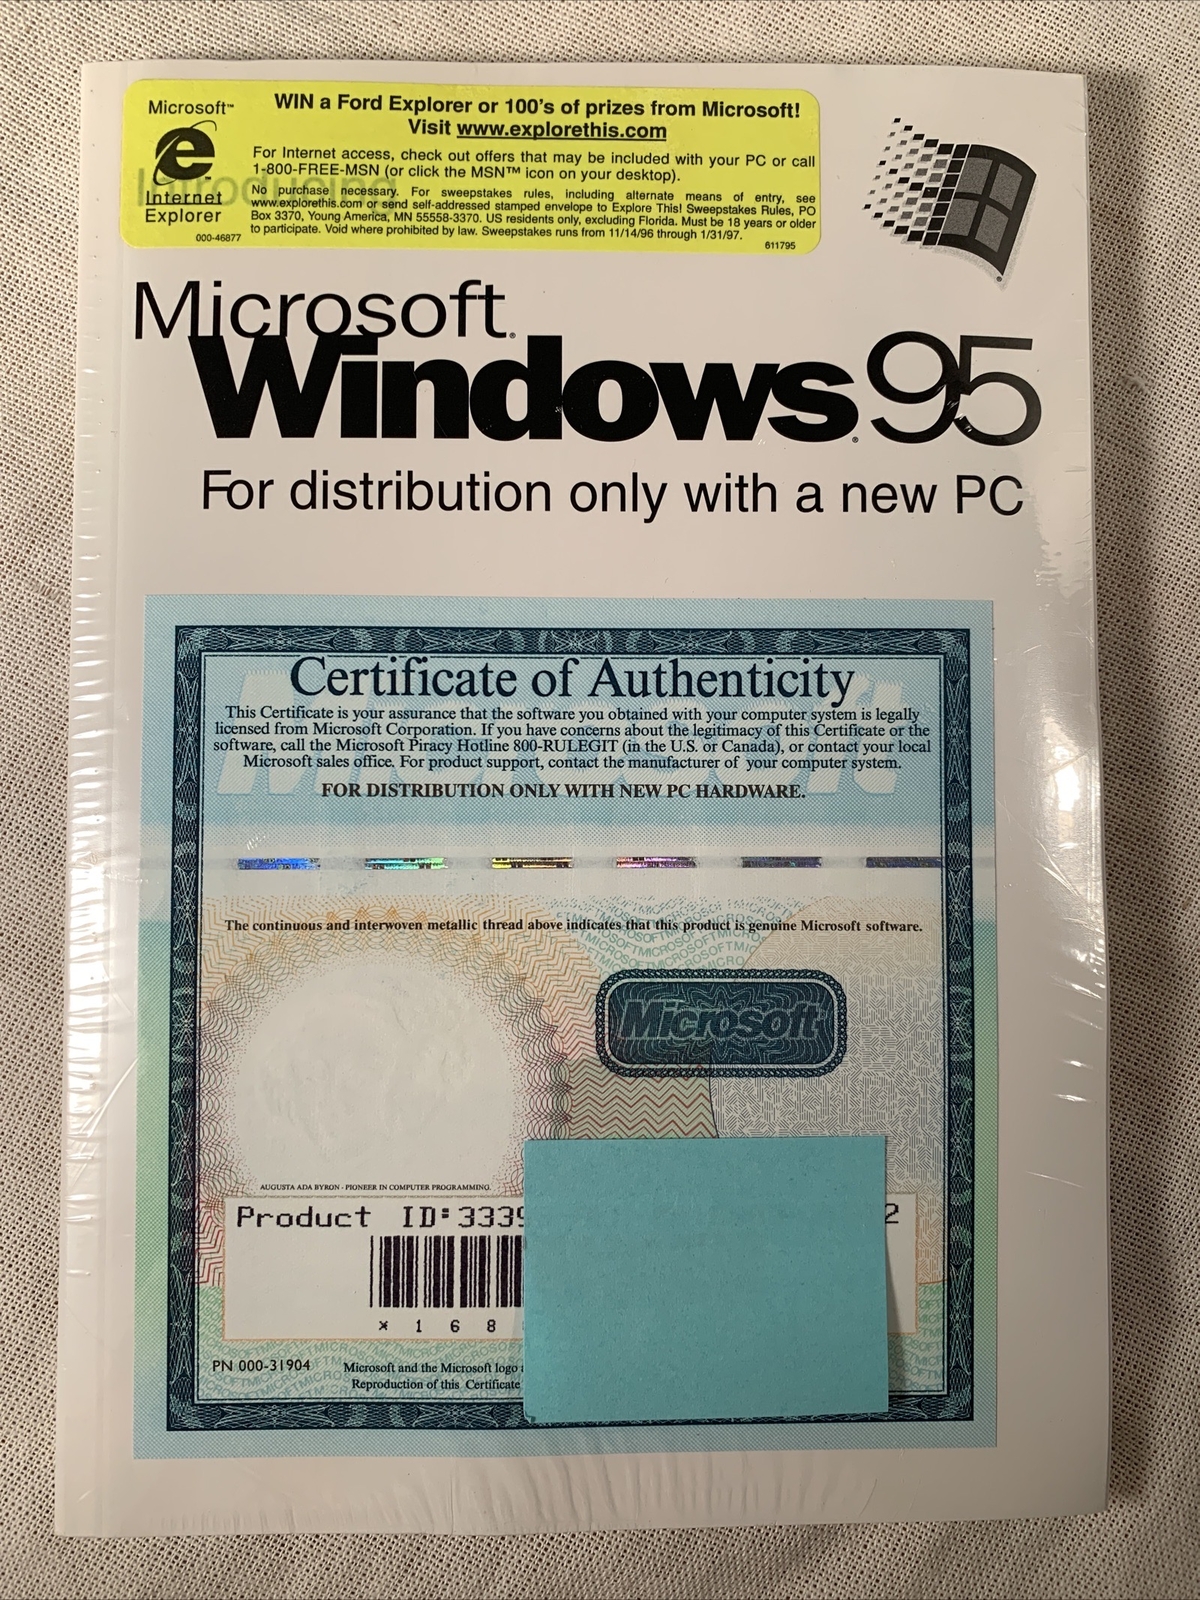 Microsoft™
Internet
Explorer
000-46877
WIN a Ford Explorer or 100's of prizes from Microsoft!
Visit www.explorethis.com
For Internet access, check out offers that may be included with your PC or call
1-800-FREE-MSN (or click the MSN™ icon on your desktop).
No purchase necessary. For sweepstakes rules, including alternate means of entry, see
www.explorethis.com or send self-addressed stamped envelope to Explore This! Sweepstakes Rules, PO
Box 3370, Young America, MN 55558-3370. US residents only, excluding Florida. Must be 18 years or older
to participate. Void where prohibited by law. Sweepstakes runs from 11/14/96 through 1/31/97.
611795
Introducing
Microsoft®
Windows® 95
For distribution only with a new PC
Certificate of Authenticity
This Certificate is your assurance that the software you obtained with your computer system is legally
licensed from Microsoft Corporation. If you have concerns about the legitimacy of this Certificate or the
software, call the Microsoft Piracy Hotline 800-RULEGIT (in the U.S. or Canada), or contact your local
Microsoft sales office. For product support, contact the manufacturer of your computer system.
FOR DISTRIBUTION ONLY WITH NEW PC HARDWARE.
The continuous and interwoven metallic thread above indicates that this product is genuine Microsoft software.
Microsoft
AUGUSTA ADA BYRON - PIONEER IN COMPUTER PROGRAMMING.
Product ID:3339 2
* 1 6 8
PN 000-31904
Microsoft and the Microsoft logo
Reproduction of this Certificate